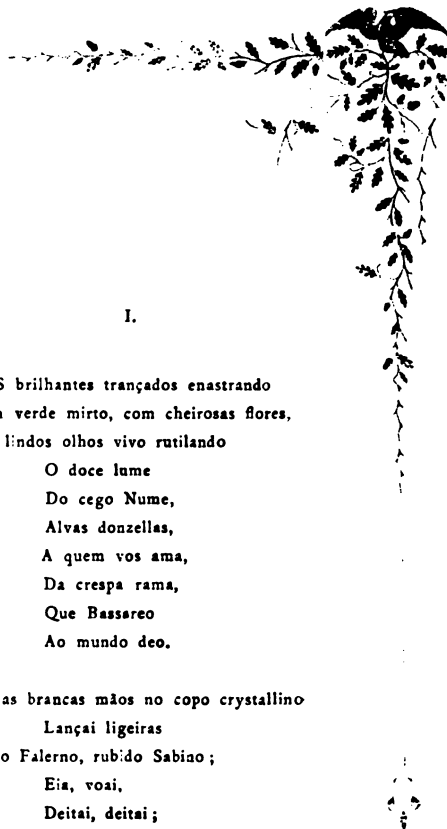 I.
S brilhantes trançados enastrando
verde mirto, com cheirosas flores,
lindos olhos vivo rutilando
O doce lume
Do cego Nume,
Alvas donzellas,
A quem vos ama,
Da crespa rama,
Que Bassareo
Ao mundo deo.
as brancas mãos no copo crystallino
Lançai ligeiras
o Falerno, rubido Sabino;
Eia, voai,
Deitai, deitai;